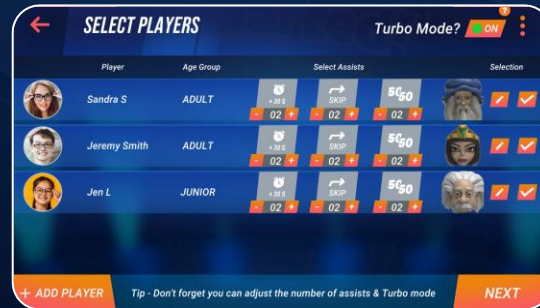 ?
SELECT PLAYERS Turbo Mode? ON
Player Age Group Select Assists Selection
Sandra S ADULT +30 S SKIP 50/50
- 02 + - 02 + - 02 +
Jeremy Smith ADULT +30 S SKIP 50/50
- 02 + - 02 + - 02 +
Jen L JUNIOR +30 S SKIP 50/50
- 02 + - 02 + - 02 +
+ ADD PLAYER Tip - Don't forget you can adjust the number of assists & Turbo mode NEXT